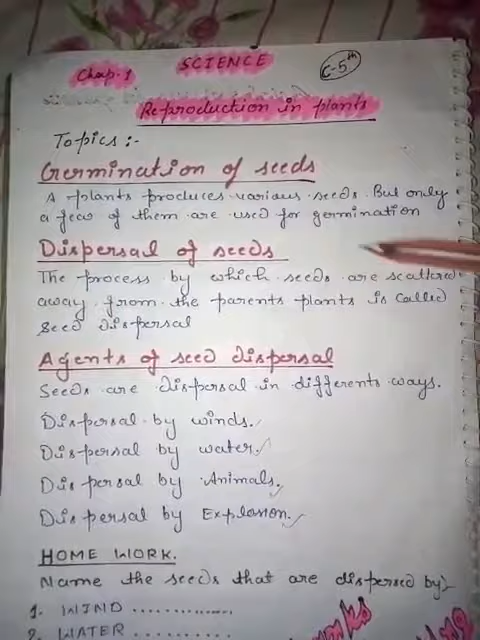 Chap-1 SCIENCE C-5th
Reproduction in plants
Topics :-
Germination of seeds
A plants produces various seeds. But only
a few of them are used for germination
Dispersal of seeds
The process by which seeds are scattered
away from the parents plants is called
seed dispersal
Agents of seed dispersal
Seeds are dispersal in differents ways.
Dispersal by winds.
Dispersal by water.
Dispersal by Animals.
Dispersal by Explosion.
HOME WORK.
Name the seeds that are dispersed by:-
1. WIND .............
2. WATER .........